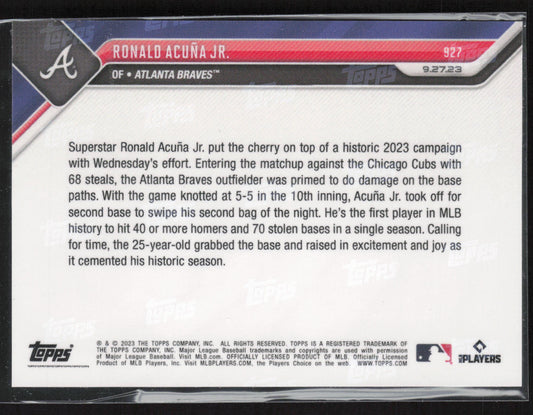 RONALD ACUÑA JR.
927
OF • ATLANTA BRAVES™
9.27.23
Superstar Ronald Acuña Jr. put the cherry on top of a historic 2023 campaign
with Wednesday's effort. Entering the matchup against the Chicago Cubs with
68 steals, the Atlanta Braves outfielder was primed to do damage on the base
paths. With the game knotted at 5-5 in the 10th inning, Acuña Jr. took off for
second base to swipe his second bag of the night. He's the first player in MLB
history to hit 40 or more homers and 70 stolen bases in a single season. Calling
for time, the 25-year-old grabbed the base and raised in excitement and joy as
it cemented his historic season.
TOPPS
® & © 2023 THE TOPPS COMPANY, INC. ALL RIGHTS RESERVED. TOPPS IS A REGISTERED TRADEMARK OF
THE TOPPS COMPANY, INC. Major League Baseball trademarks and copyrights are used with permission
of Major League Baseball. Visit MLB.com. OFFICIALLY LICENSED PRODUCT OF MLB. Officially Licensed
Product of MLB Players, Inc. Visit MLBPLAYERS.com, the Players Choice on the web. WWW.TOPPS.COM
MLB PLAYERS